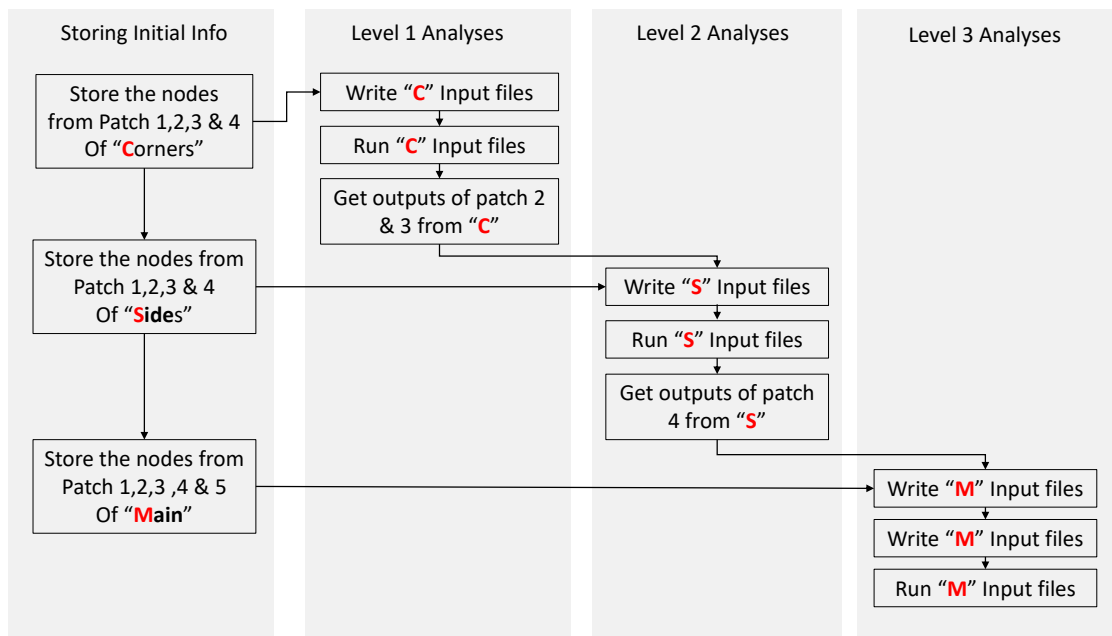 Storing Initial Info
Store the nodes
from Patch 1,2,3 & 4
Of “Corners”
Store the nodes from
Patch 1,2,3 & 4
Of “Sides”
Store the nodes from
Patch 1,2,3 ,4 & 5
Of “Main”
Level 1 Analyses
Write “C” Input files
Run “C” Input files
Get outputs of patch 2
& 3 from “C”
Level 2 Analyses
Write “S” Input files
Run “S” Input files
Get outputs of patch
4 from “S”
Level 3 Analyses
Write “M” Input files
Write “M” Input files
Run “M” Input files